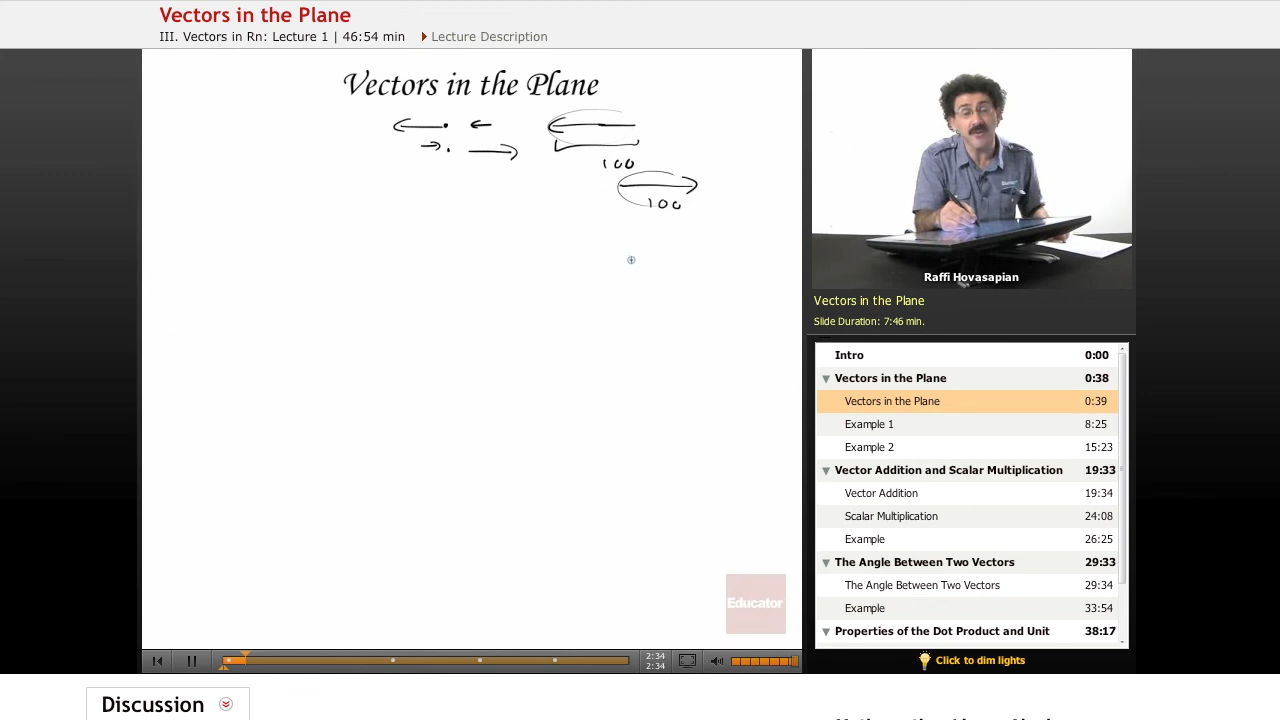 Vectors in the Plane
III. Vectors in Rn: Lecture 1 | 46:54 min Lecture Description
Vectors in the Plane
100
100
Educator
Raffi Hovasapian
Vectors in the Plane
Slide Duration: 7:46 min.
Intro 0:00
Vectors in the Plane 0:38
Vectors in the Plane 0:39
Example 1 8:25
Example 2 15:23
Vector Addition and Scalar Multiplication 19:33
Vector Addition 19:34
Scalar Multiplication 24:08
Example 26:25
The Angle Between Two Vectors 29:33
The Angle Between Two Vectors 29:34
Example 33:54
Properties of the Dot Product and Unit 38:17
2:34
2:34
Click to dim lights
Discussion